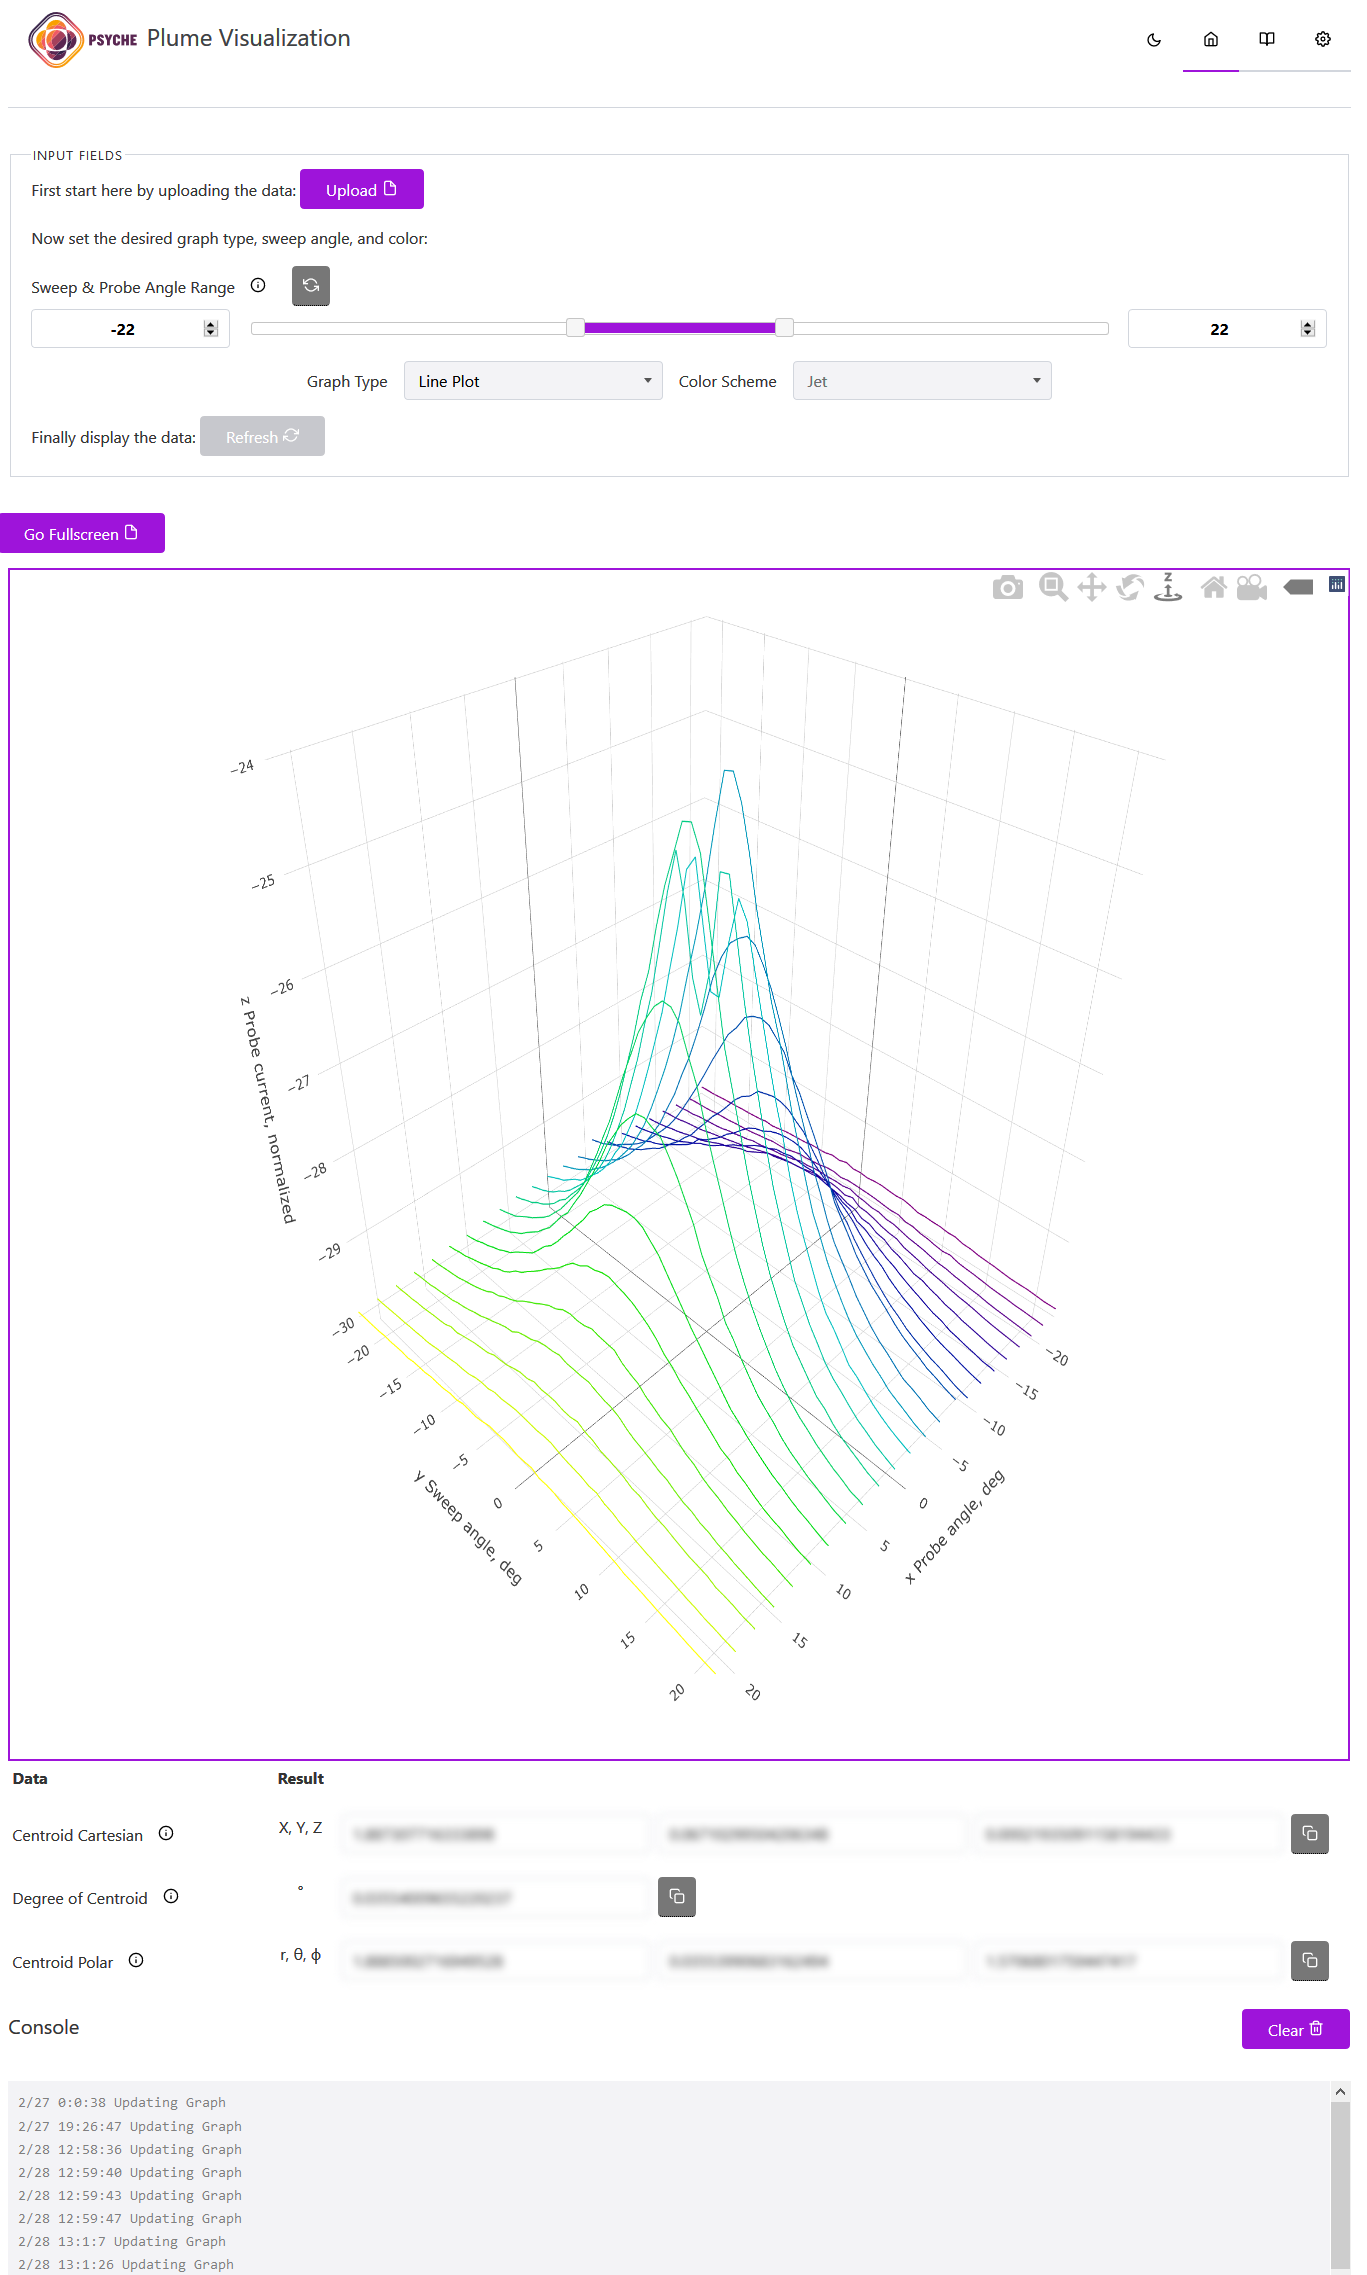 PSYCHE Plume Visualization
INPUT FIELDS
First start here by uploading the data: Upload
Now set the desired graph type, sweep angle, and color:
Sweep & Probe Angle Range
-22 22
Graph Type Line Plot Color Scheme Jet
Finally display the data: Refresh
Go Fullscreen
Z
−24
−25
−26
−27
−28
−29
−30
z Probe current, normalized
−20
−15
−10
−5
0
5
10
15
20
y Sweep angle, deg
−20
−15
−10
−5
0
5
10
15
20
x Probe angle, deg
Data Result
Centroid Cartesian X, Y, Z
Degree of Centroid °
Centroid Polar r, θ, ϕ
Console Clear
2/27 0:0:38 Updating Graph
2/27 19:26:47 Updating Graph
2/28 12:58:36 Updating Graph
2/28 12:59:40 Updating Graph
2/28 12:59:43 Updating Graph
2/28 12:59:47 Updating Graph
2/28 13:1:7 Updating Graph
2/28 13:1:26 Updating Graph